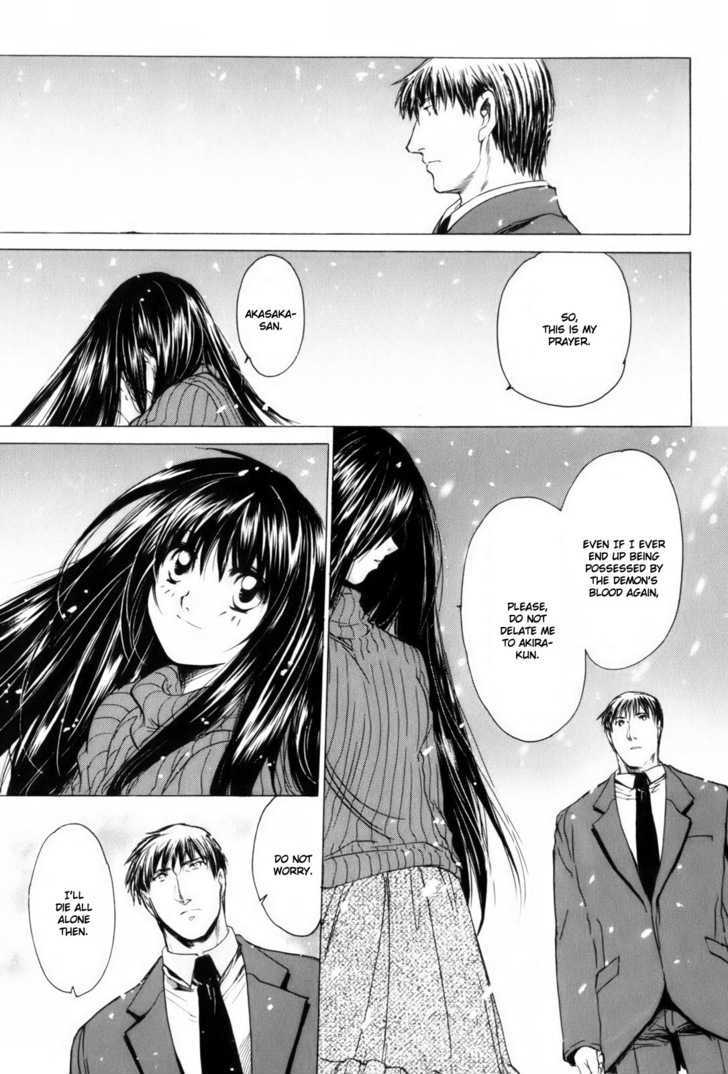 SO,
THIS IS MY
PRAYER.
AKASAKA-
SAN.
EVEN IF I EVER
END UP BEING
POSSESSED BY
THE DEMON'S
BLOOD AGAIN,
PLEASE,
DO NOT
DELATE ME
TO AKIRA-
KUN.
DO NOT
WORRY.
I'LL
DIE ALL
ALONE
THEN.